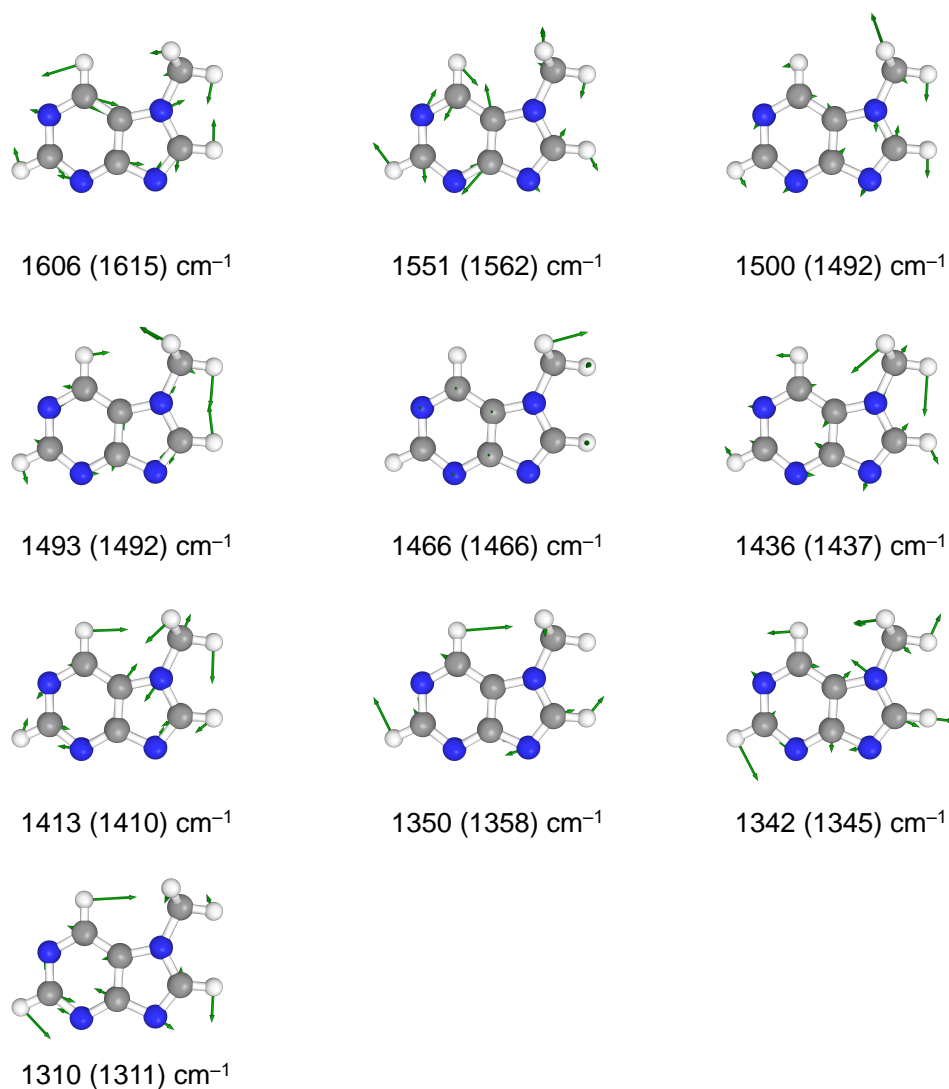 1606 (1615) cm⁻¹
1551 (1562) cm⁻¹
1500 (1492) cm⁻¹
1493 (1492) cm⁻¹
1466 (1466) cm⁻¹
1436 (1437) cm⁻¹
1413 (1410) cm⁻¹
1350 (1358) cm⁻¹
1342 (1345) cm⁻¹
1310 (1311) cm⁻¹